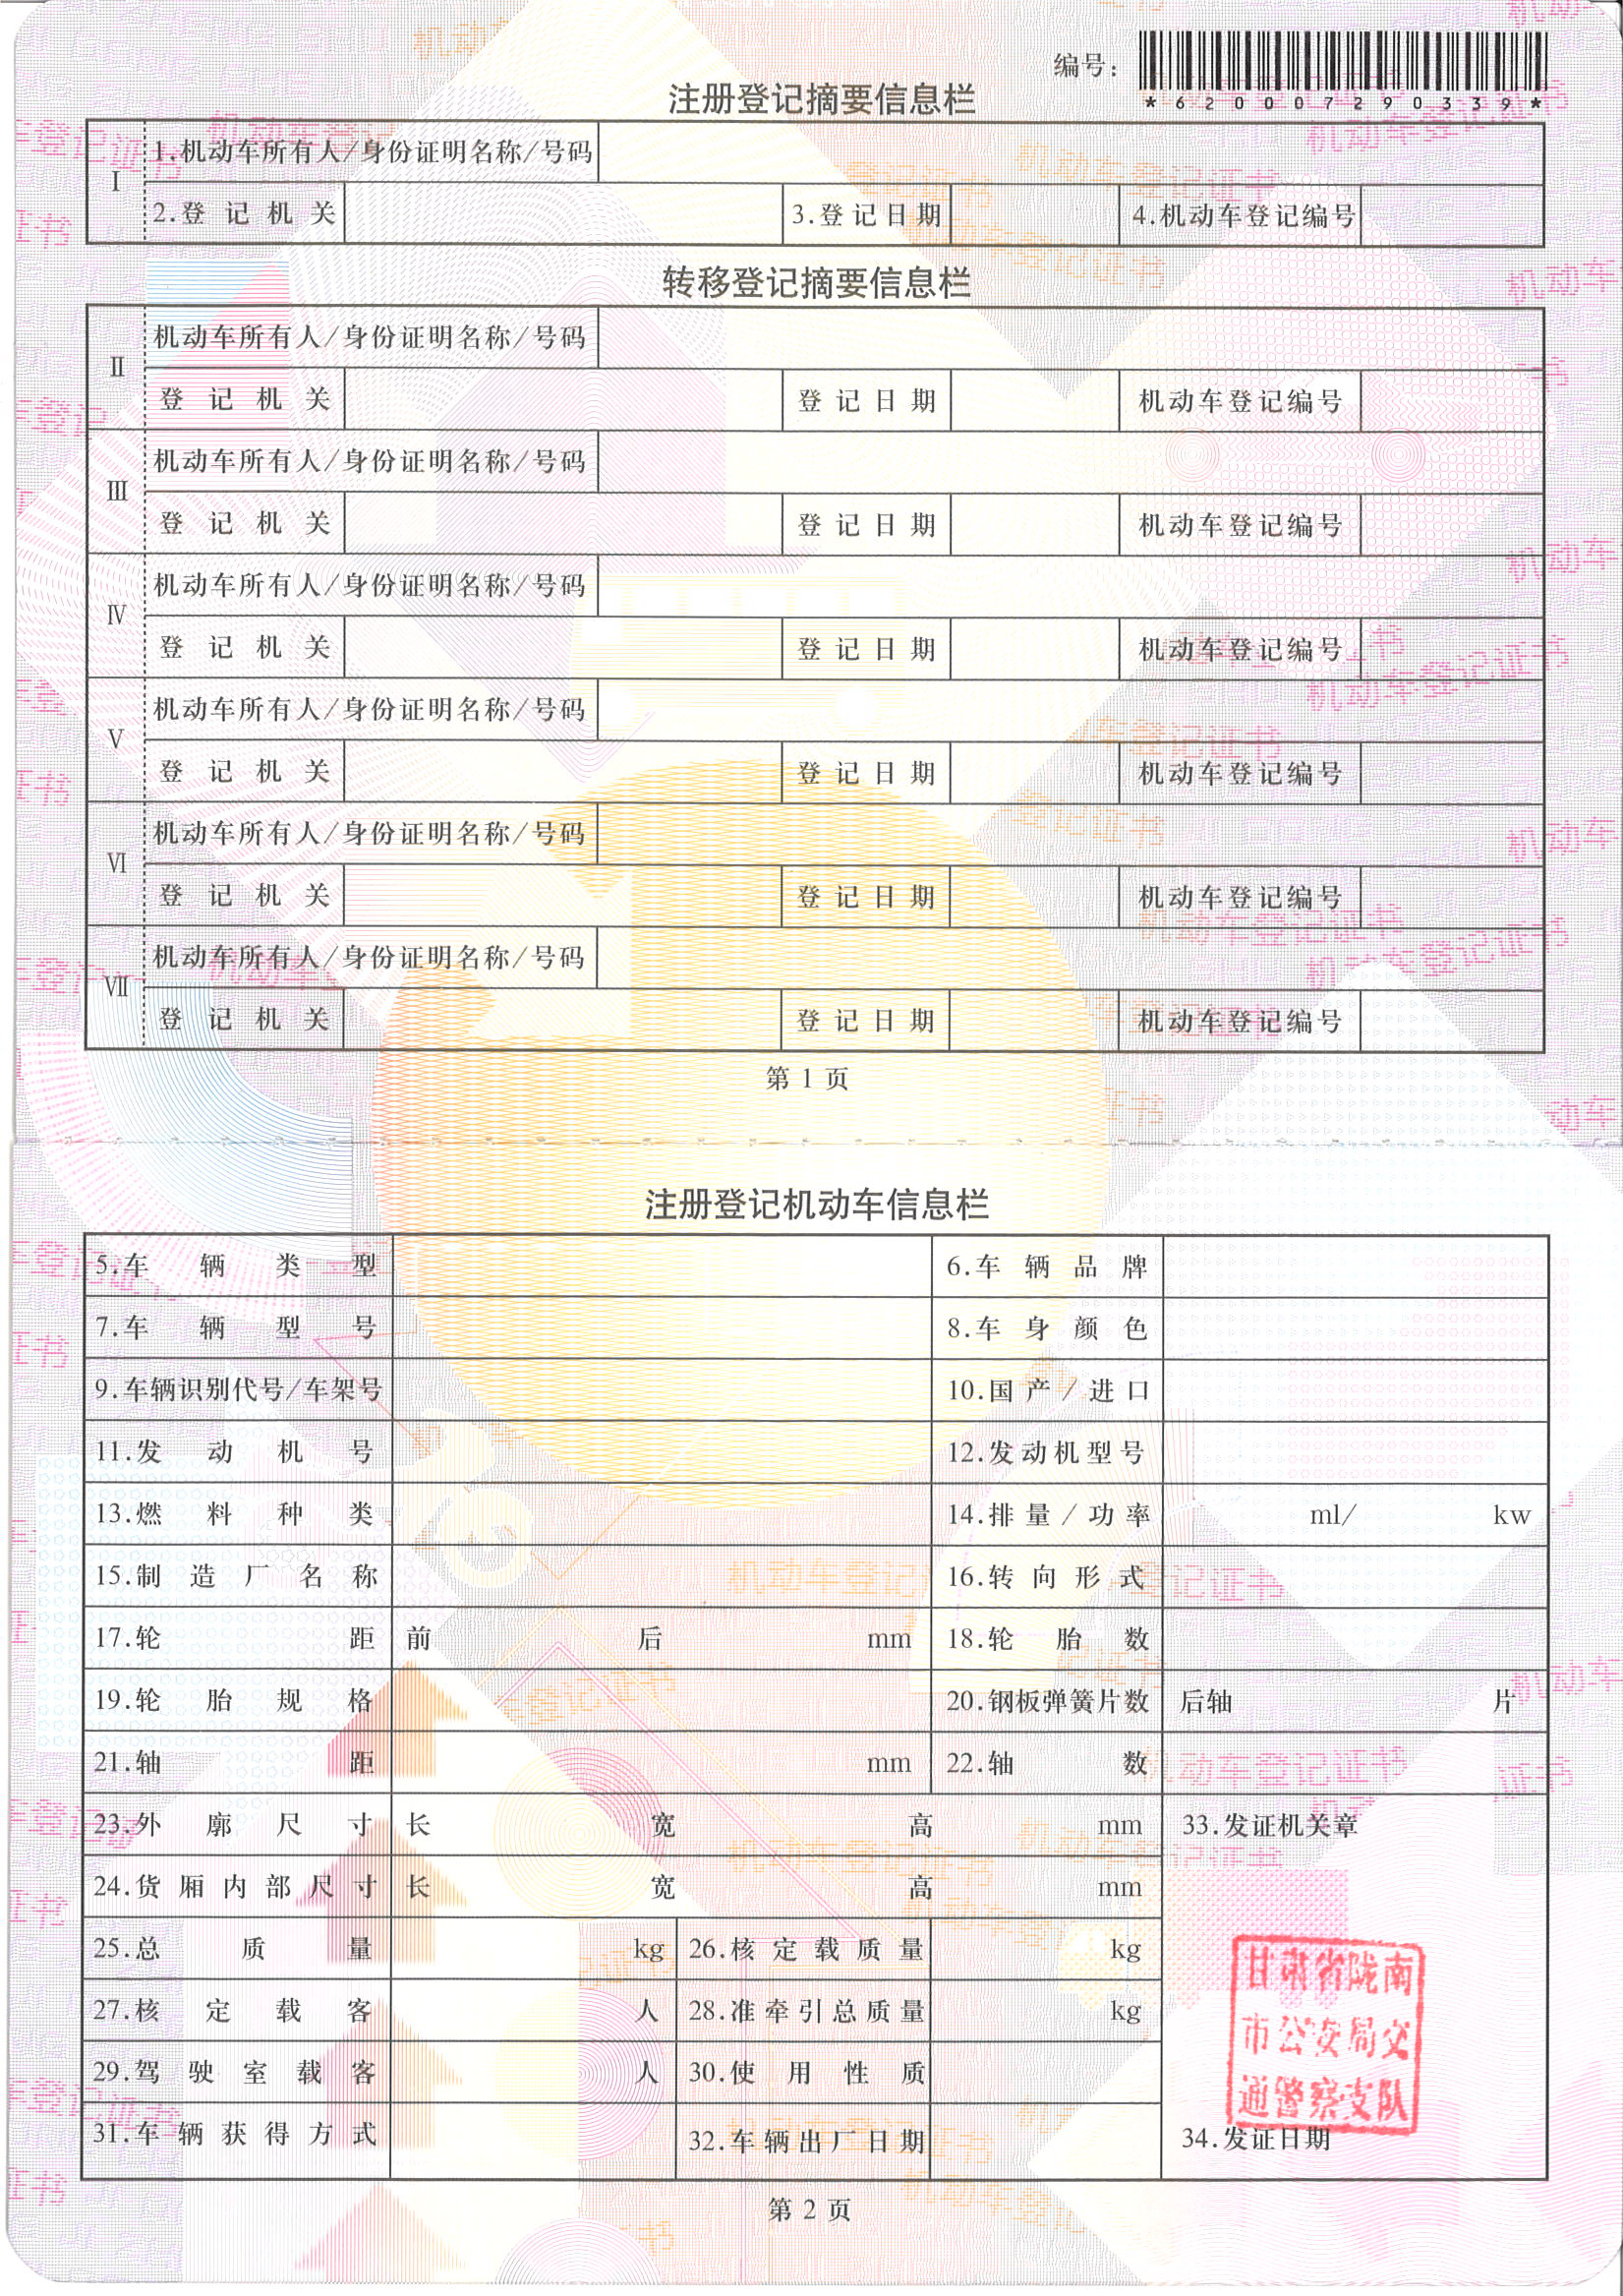 编号：
*620007290339*
注册登记摘要信息栏
Ⅰ
1.机动车所有人/身份证明名称/号码
2.登记机关 3.登记日期 4.机动车登记编号
转移登记摘要信息栏
Ⅱ
机动车所有人/身份证明名称/号码
登记机关 登记日期 机动车登记编号
Ⅲ
机动车所有人/身份证明名称/号码
登记机关 登记日期 机动车登记编号
Ⅳ
机动车所有人/身份证明名称/号码
登记机关 登记日期 机动车登记编号
Ⅴ
机动车所有人/身份证明名称/号码
登记机关 登记日期 机动车登记编号
Ⅵ
机动车所有人/身份证明名称/号码
登记机关 登记日期 机动车登记编号
Ⅶ
机动车所有人/身份证明名称/号码
登记机关 登记日期 机动车登记编号
第 1 页
注册登记机动车信息栏
5.车辆类型 6.车辆品牌
7.车辆型号 8.车身颜色
9.车辆识别代号/车架号 10.国产/进口
11.发动机号 12.发动机型号
13.燃料种类 14.排量/功率 ml/ kw
15.制造厂名称 16.转向形式
17.轮距 前 后 mm 18.轮胎数
19.轮胎规格 20.钢板弹簧片数 后轴 片
21.轴距 mm 22.轴数
23.外廓尺寸 长 宽 高 mm 33.发证机关章
24.货厢内部尺寸 长 宽 高 mm
25.总质量 kg 26.核定载质量 kg
27.核定载客 人 28.准牵引总质量 kg
29.驾驶室载客 人 30.使用性质
甘肃省陇南
市公安局交
通警察支队
31.车辆获得方式 32.车辆出厂日期 34.发证日期
第 2 页